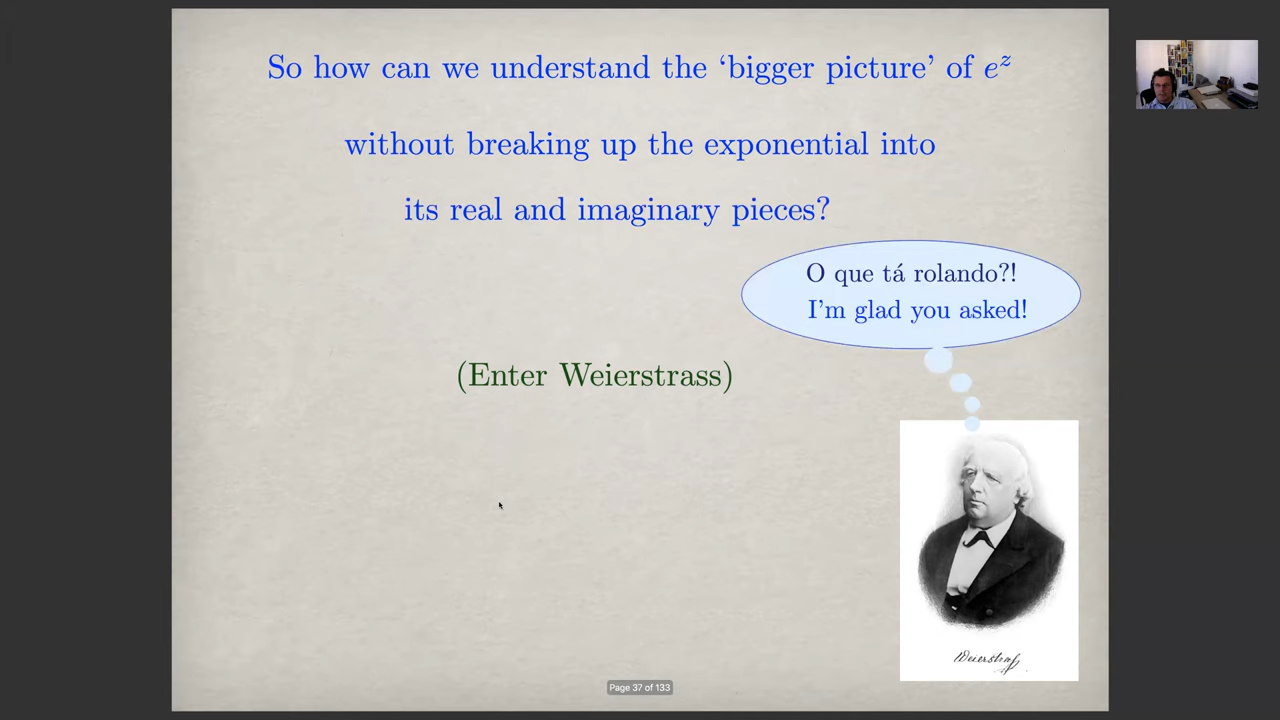 So how can we understand the ‘bigger picture’ of e^z
without breaking up the exponential into
its real and imaginary pieces?
O que tá rolando?!
I'm glad you asked!
(Enter Weierstrass)
Weierstraß
Page 37 of 133